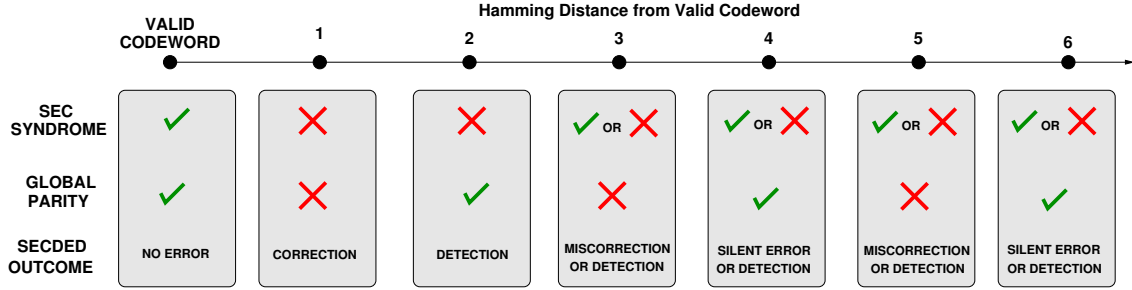 Hamming Distance from Valid Codeword
VALID
CODEWORD
1
2
3
4
5
6
SEC
SYNDROME
OR
OR
OR
OR
GLOBAL
PARITY
SECDED
OUTCOME
NO ERROR
CORRECTION
DETECTION
MISCORRECTION
OR DETECTION
SILENT ERROR
OR DETECTION
MISCORRECTION
OR DETECTION
SILENT ERROR
OR DETECTION